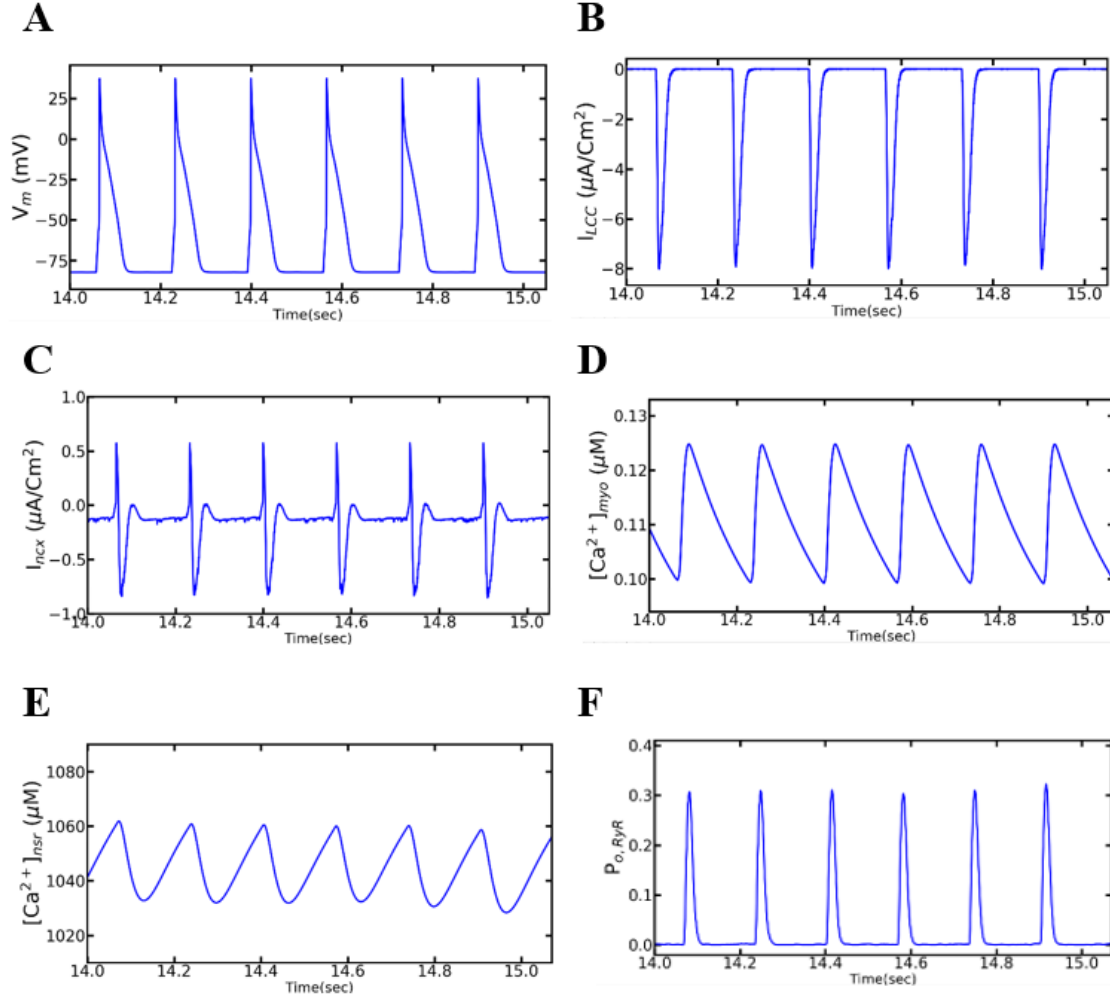 A
V_m (mV)
25
0
−25
−50
−75
14.0 14.2 14.4 14.6 14.8 15.0
Time(sec)
B
I_LCC (μA/Cm²)
0
−2
−4
−6
−8
14.0 14.2 14.4 14.6 14.8 15.0
Time(sec)
C
I_ncx (μA/Cm²)
1.0
0.5
0.0
−0.5
−1.0
14.0 14.2 14.4 14.6 14.8 15.0
Time(sec)
D
[Ca²⁺]_myo (μM)
0.13
0.12
0.11
0.10
14.0 14.2 14.4 14.6 14.8 15.0
Time(sec)
E
[Ca²⁺]_nsr (μM)
1080
1060
1040
1020
14.0 14.2 14.4 14.6 14.8 15.0
Time(sec)
F
P_o,RyR
0.4
0.3
0.2
0.1
0.0
14.0 14.2 14.4 14.6 14.8 15.0
Time(sec)